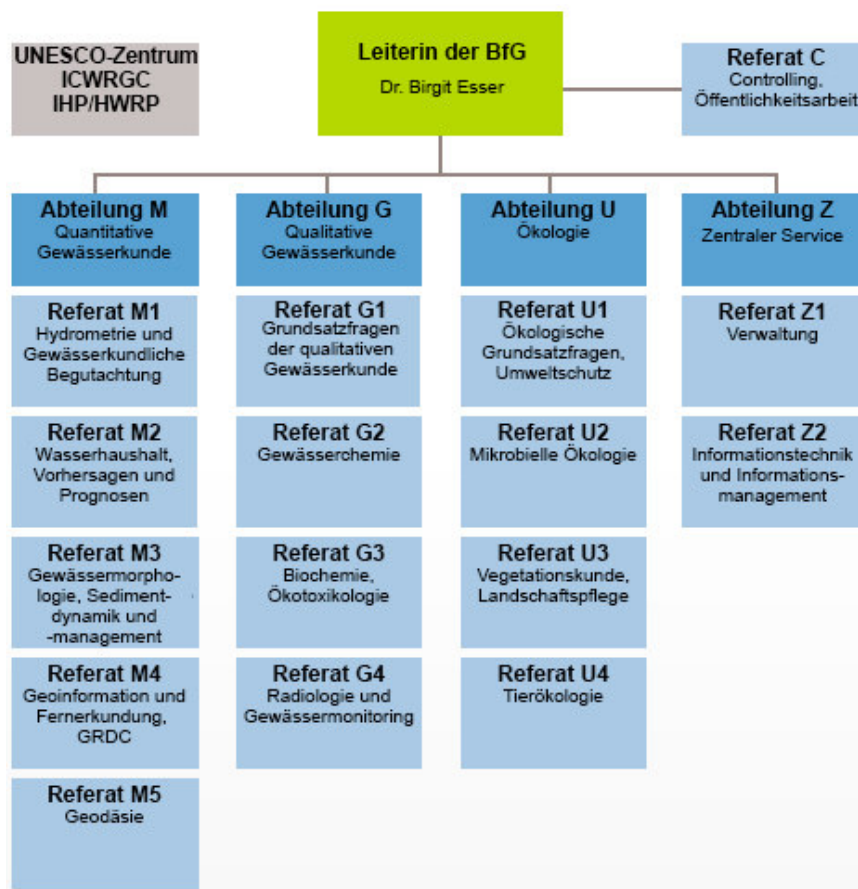 UNESCO-Zentrum
ICWRGC
IHP/HWRP
Leiterin der BfG
Dr. Birgit Esser
Referat C
Controlling,
Öffentlichkeitsarbeit
Abteilung M
Quantitative
Gewässerkunde
Abteilung G
Qualitative
Gewässerkunde
Abteilung U
Ökologie
Abteilung Z
Zentraler Service
Referat M1
Hydrometrie und
Gewässerkundliche
Begutachtung
Referat G1
Grundsatzfragen
der qualitativen
Gewässerkunde
Referat U1
Ökologische
Grundsatzfragen,
Umweltschutz
Referat Z1
Verwaltung
Referat M2
Wasserhaushalt,
Vorhersagen und
Prognosen
Referat G2
Gewässerchemie
Referat U2
Mikrobielle Ökologie
Referat Z2
Informationstechnik
und Informations-
management
Referat M3
Gewässermorpho-
logie, Sediment-
dynamik und
-management
Referat G3
Biochemie,
Ökotoxikologie
Referat U3
Vegetationskunde,
Landschaftspflege
Referat M4
Geoinformation und
Fernerkundung,
GRDC
Referat G4
Radiologie und
Gewässermonitoring
Referat U4
Tierökologie
Referat M5
Geodäsie